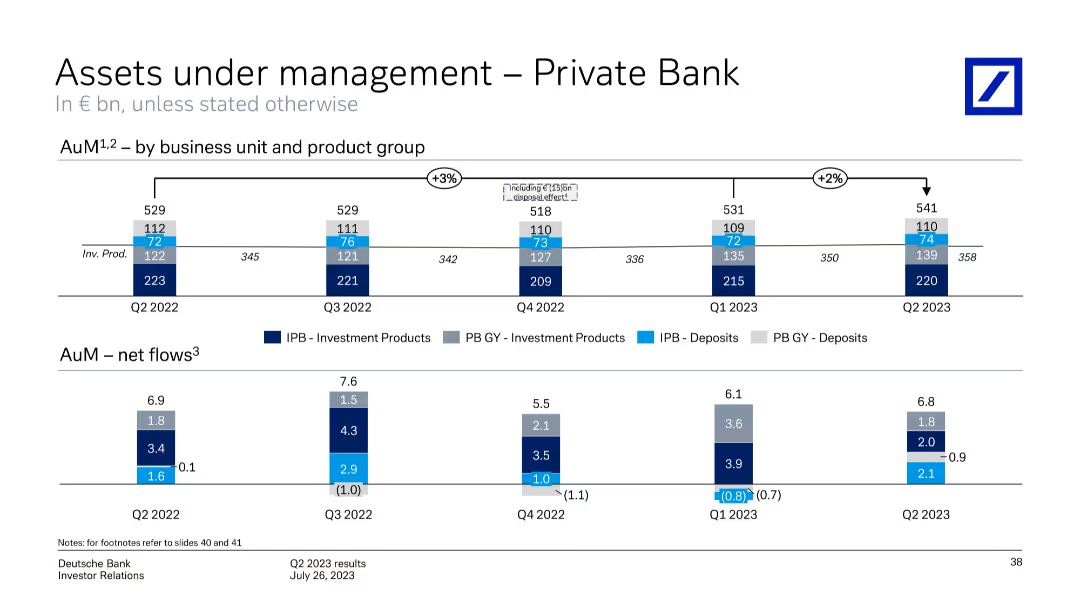 Assets under management – Private Bank
In € bn, unless stated otherwise
AuM1,2 – by business unit and product group
+3%
+2%
Including € (15)bn
disposal effect4
529
529
518
531
541
112
111
110
109
110
72
76
73
72
74
Inv. Prod.
122
345
121
342
127
336
135
350
139
358
223
221
209
215
220
Q2 2022
Q3 2022
Q4 2022
Q1 2023
Q2 2023
IPB - Investment Products
PB GY - Investment Products
IPB - Deposits
PB GY - Deposits
AuM – net flows3
6.9
7.6
5.5
6.1
6.8
1.8
1.5
2.1
3.6
1.8
3.4
4.3
3.5
3.9
2.0
0.1
0.9
1.6
2.9
1.0
2.1
(1.0)
(1.1)
(0.8)
(0.7)
Q2 2022
Q3 2022
Q4 2022
Q1 2023
Q2 2023
Notes: for footnotes refer to slides 40 and 41
Deutsche Bank
Investor Relations
Q2 2023 results
July 26, 2023
38